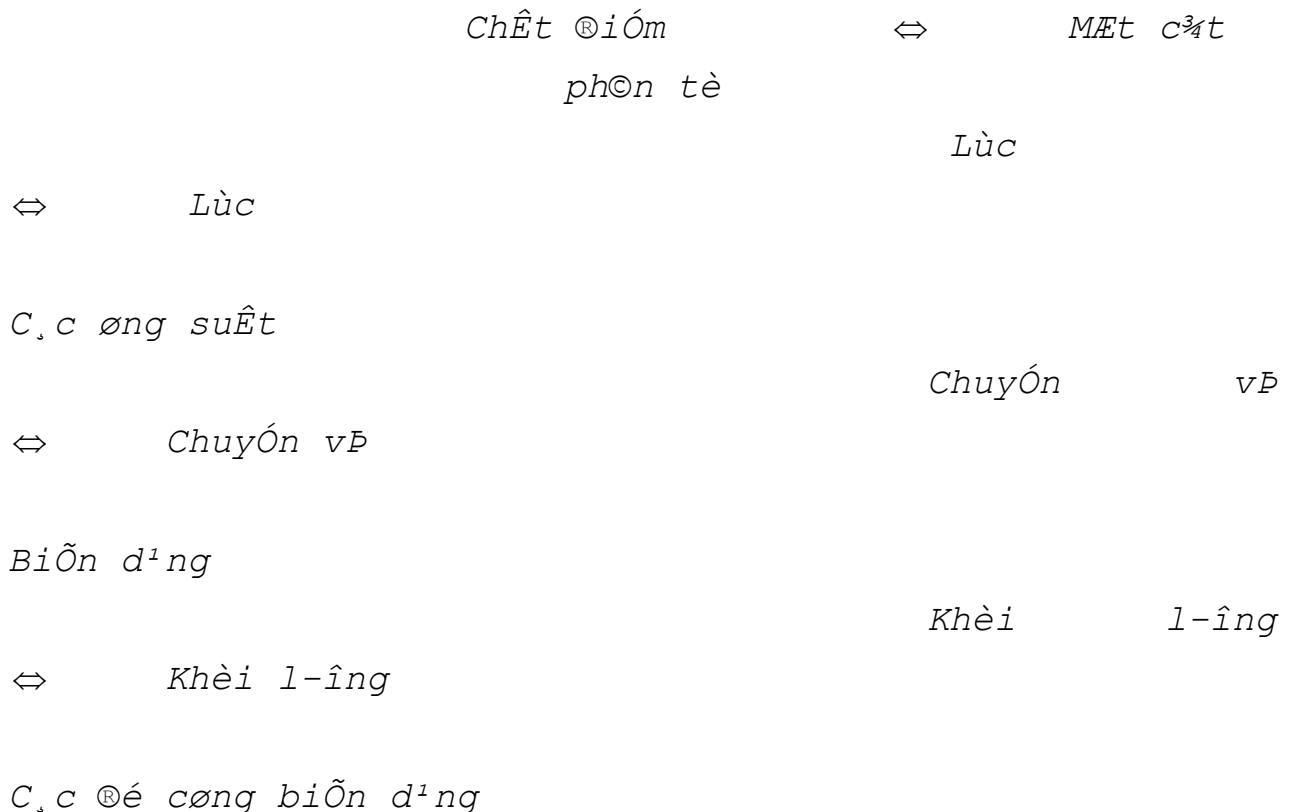 ChÊt ®iÓm ⇔ MÆt c¾t
ph©n tè
Lùc
⇔ Lùc
C¸c øng suÊt
ChuyÓn vÞ
⇔ ChuyÓn vÞ
BiÕn d¹ng
Khèi l-îng
⇔ Khèi l-îng
C¸c ®é cøng biÕn d¹ng